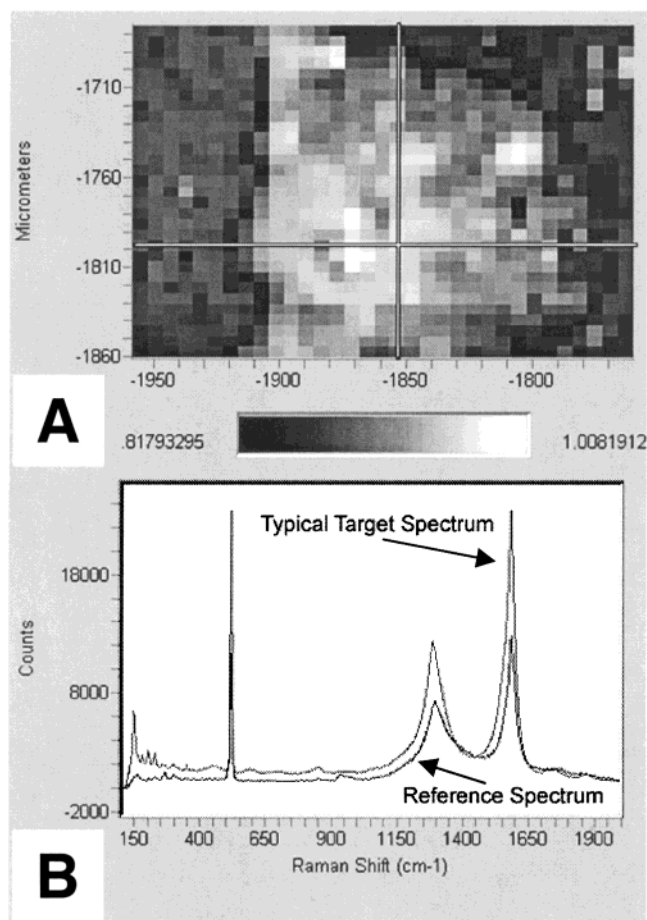 Micrometers
-1710
-1760
-1810
-1860
-1950 -1900 -1850 -1800
A
.81793295 1.0081912
Typical Target Spectrum
Counts
18000
8000
-2000
Reference Spectrum
150 400 650 900 1150 1400 1650 1900
Raman Shift (cm-1)
B